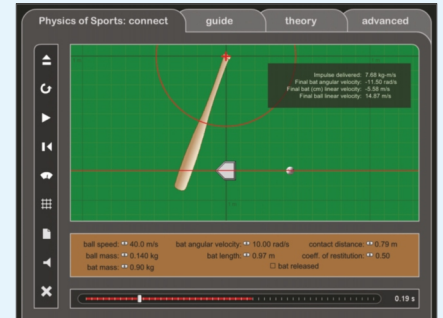 Physics of Sports: connect
guide
theory
advanced
Impulse delivered: 7.68 kg-m/s
Final bat angular velocity: -11.50 rad/s
Final bat (cm) linear velocity: -5.58 m/s
Final ball linear velocity: 14.87 m/s
ball speed: 40.0 m/s bat angular velocity: 10.00 rad/s contact distance: 0.79 m
ball mass: 0.140 kg bat length: 0.97 m coeff. of restitution: 0.50
bat mass: 0.90 kg bat released
0.19 s